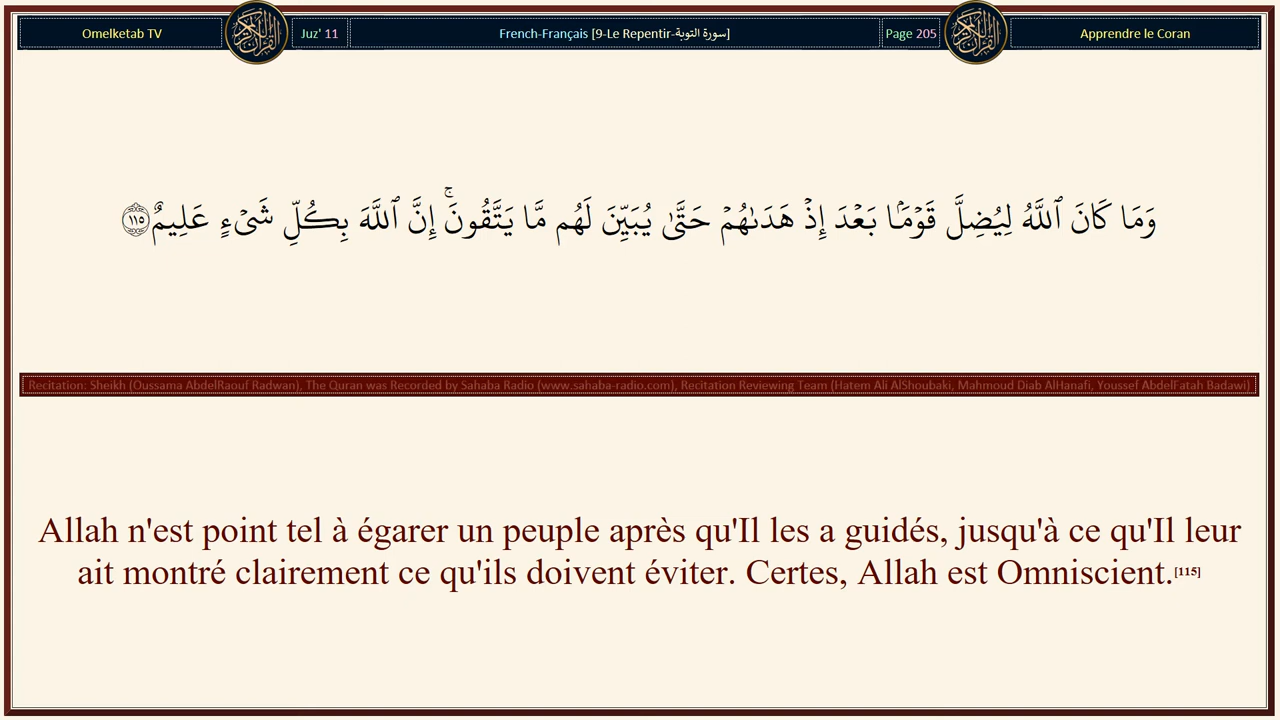 Omelketab TV
Juz' 11
French-Français [9-Le Repentir-سورة التوبة]
Page 205
Apprendre le Coran
وَمَا كَانَ ٱللَّهُ لِيُضِلَّ قَوْمَۢا بَعْدَ إِذْ هَدَىٰهُمْ حَتَّىٰ يُبَيِّنَ لَهُم مَّا يَتَّقُونَ ۚ إِنَّ ٱللَّهَ بِكُلِّ شَىْءٍ عَلِيمٌ ١١٥
Recitation: Sheikh (Oussama AbdelRaouf Radwan), The Quran was Recorded by Sahaba Radio (www.sahaba-radio.com), Recitation Reviewing Team (Hatem Ali AlShoubaki, Mahmoud Diab AlHanafi, Youssef AbdelFatah Badawi)
Allah n'est point tel à égarer un peuple après qu'Il les a guidés, jusqu'à ce qu'Il leur
ait montré clairement ce qu'ils doivent éviter. Certes, Allah est Omniscient.[115]